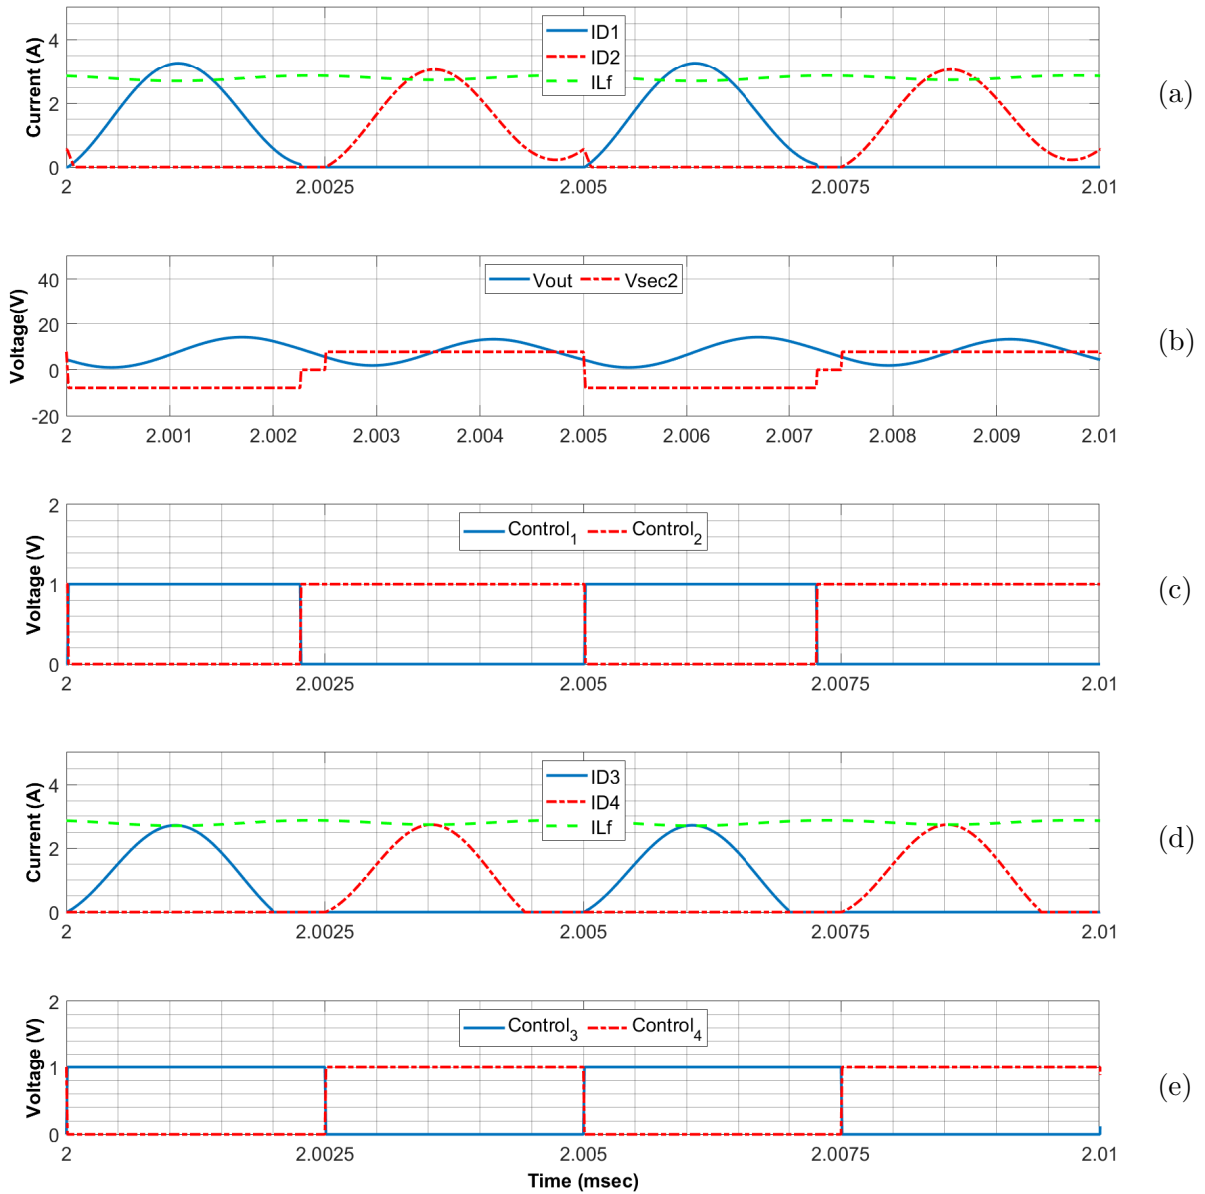 ID1
ID2
ILf
Current (A)
4
2
0
2 2.0025 2.005 2.0075 2.01
(a)
Vout Vsec2
Voltage(V)
40
20
0
-20
2 2.001 2.002 2.003 2.004 2.005 2.006 2.007 2.008 2.009 2.01
(b)
Control1 Control2
Voltage (V)
2
1
0
2 2.0025 2.005 2.0075 2.01
(c)
ID3
ID4
ILf
Current (A)
4
2
0
2 2.0025 2.005 2.0075 2.01
(d)
Control3 Control4
Voltage (V)
2
1
0
2 2.0025 2.005 2.0075 2.01
(e)
Time (msec)